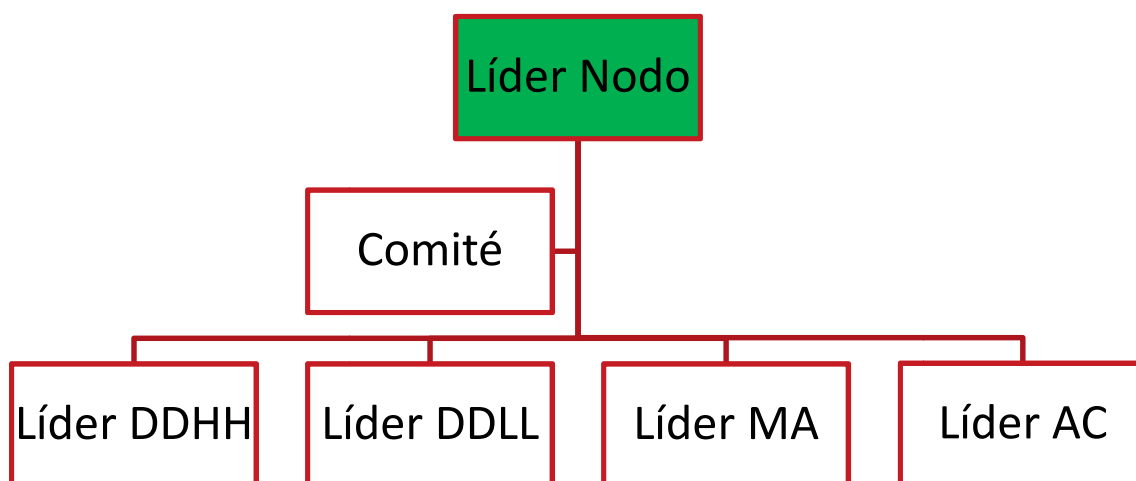 Líder Nodo
Comité
Líder DDHH
Líder DDLL
Líder MA
Líder AC